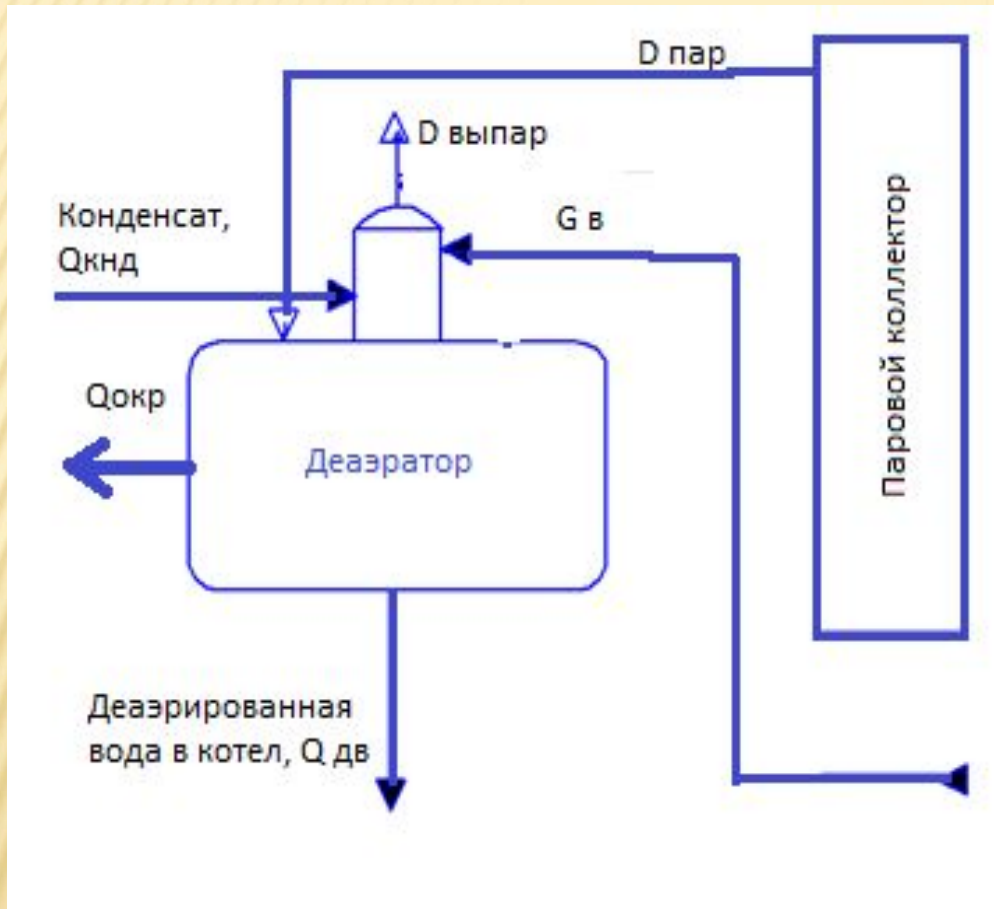 D пар
D выпар
Конденсат,
Qкнд
G в
Паровой коллектор
Qокр
Деаэратор
Деаэрированная
вода в котел, Q дв